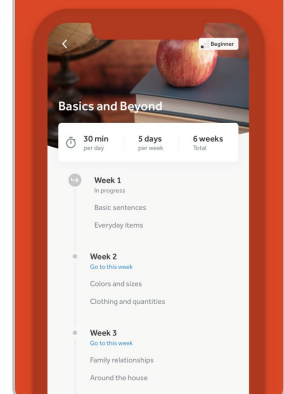 Beginner
Basics and Beyond
30 min 5 days 6 weeks
per day per week Total
Week 1
In progress
Basic sentences
Everyday items
Week 2
Go to this week
Colors and sizes
Clothing and quantities
Week 3
Go to this week
Family relationships
Around the house